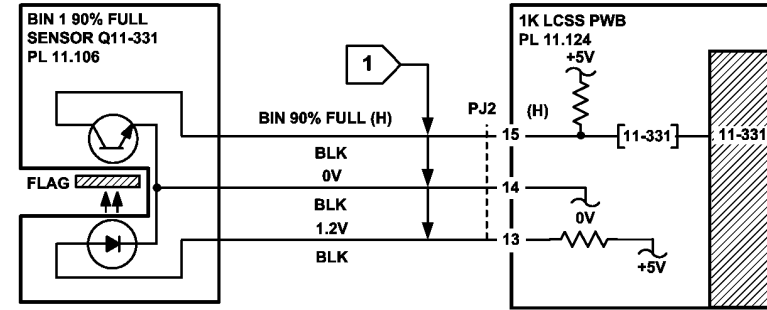 BIN 1 90% FULL
SENSOR Q11-331
PL 11.106
FLAG
1
BIN 90% FULL (H)
BLK
0V
BLK
1.2V
BLK
PJ2
15
14
13
1K LCSS PWB
PL 11.124
+5V
(H)
11-331
11-331
0V
+5V